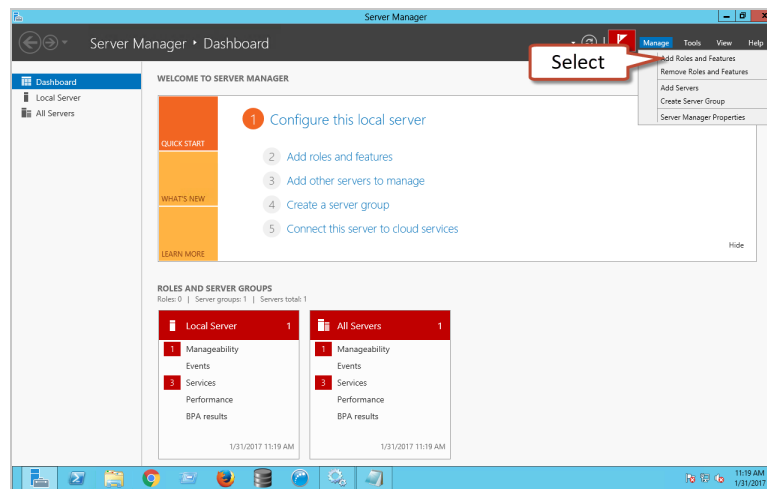 Server Manager
Server Manager • Dashboard
Manage Tools View Help
Select
Add Roles and Features
Remove Roles and Features
Add Servers
Create Server Group
Server Manager Properties
Dashboard
Local Server
All Servers
WELCOME TO SERVER MANAGER
QUICK START
WHAT'S NEW
LEARN MORE
1 Configure this local server
2 Add roles and features
3 Add other servers to manage
4 Create a server group
5 Connect this server to cloud services
Hide
ROLES AND SERVER GROUPS
Roles: 0 | Server groups: 1 | Servers total: 1
Local Server 1
1 Manageability
Events
3 Services
Performance
BPA results
1/31/2017 11:19 AM
All Servers 1
1 Manageability
Events
3 Services
Performance
BPA results
1/31/2017 11:19 AM
11:19 AM
1/31/2017